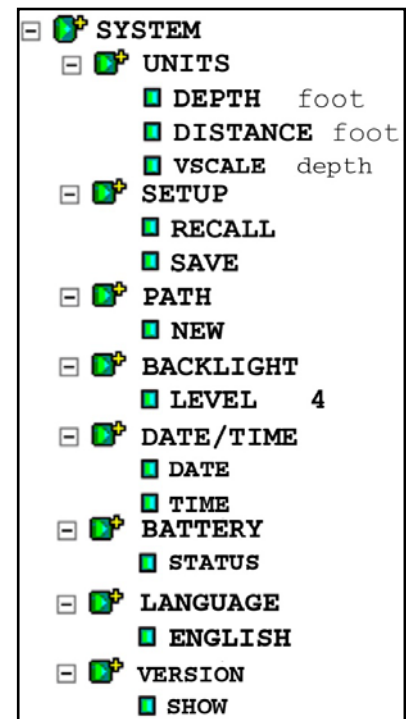 SYSTEM
UNITS
DEPTH foot
DISTANCE foot
VSCALE depth
SETUP
RECALL
SAVE
PATH
NEW
BACKLIGHT
LEVEL 4
DATE/TIME
DATE
TIME
BATTERY
STATUS
LANGUAGE
ENGLISH
VERSION
SHOW